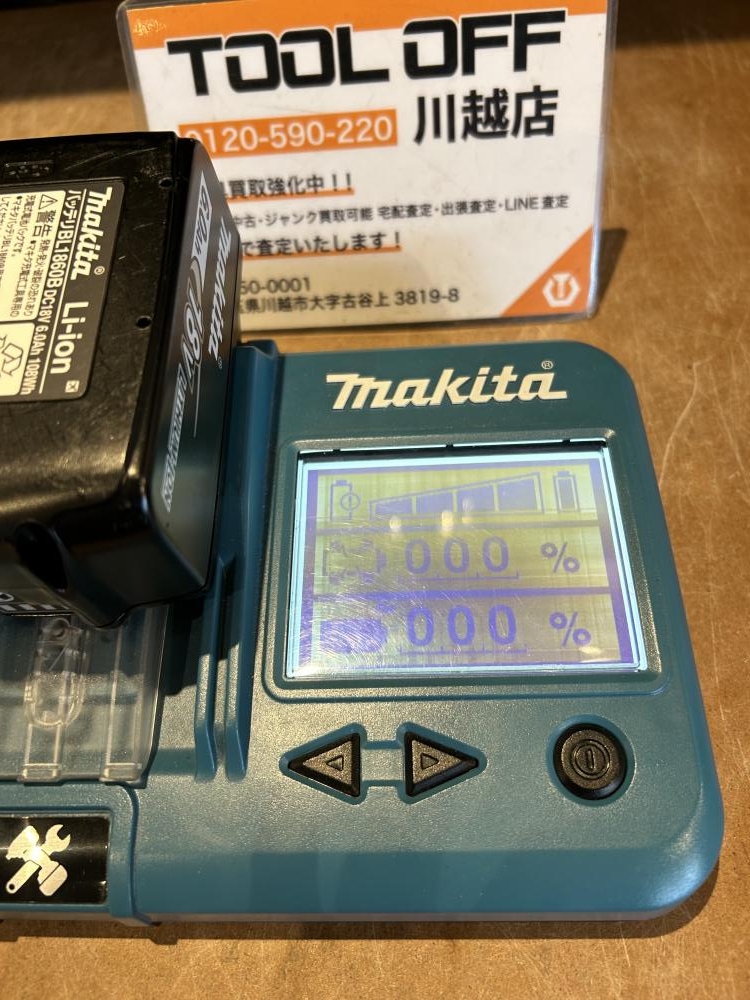 TOOL OFF
0120-590-220 川越店
買取強化中!!
中古・ジャンク買取可能 宅配査定・出張査定・LINE査定
で査定いたします!
50-0001
県川越市大字古谷上 3819-8
makita®
バッテリBL1860B DC18V 6.0Ah 108Wh
Li-ion
警告
6.0Ah
makita
18V
makita®
000 %
000 %